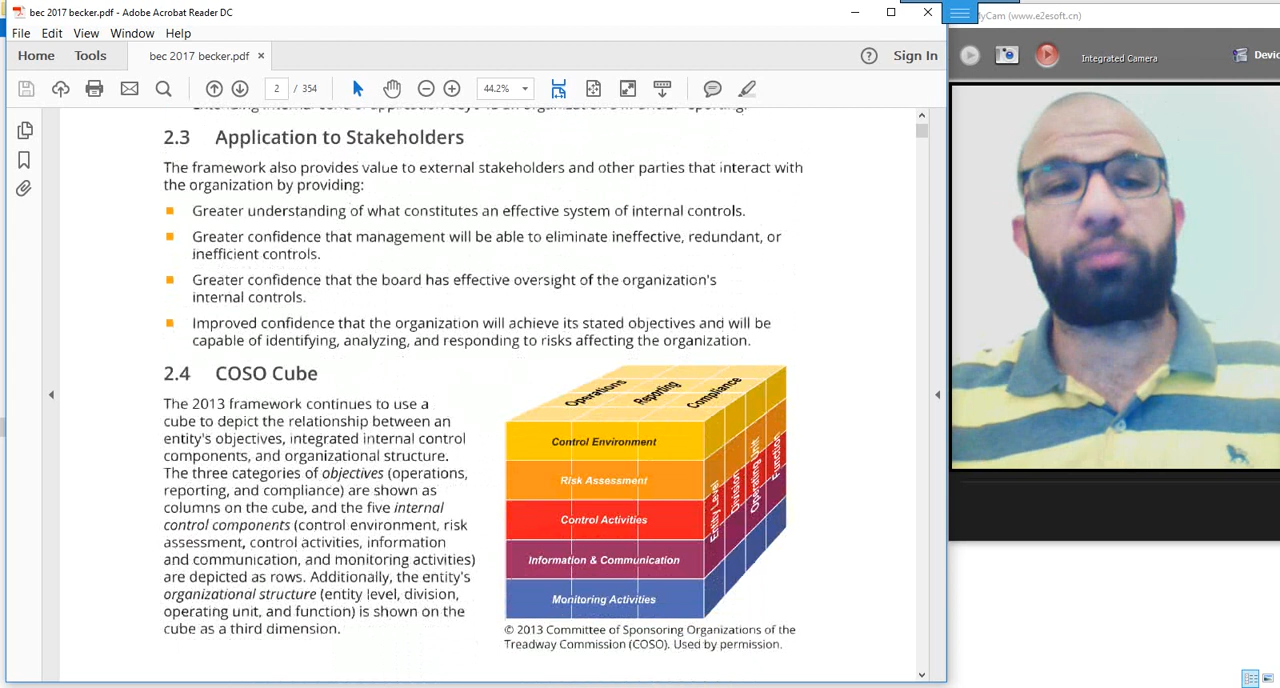 bec 2017 becker.pdf - Adobe Acrobat Reader DC
File Edit View Window Help
Home Tools bec 2017 becker.pdf × Sign In
2 / 354 44.2%
2.3 Application to Stakeholders
The framework also provides value to external stakeholders and other parties that interact with
the organization by providing:
Greater understanding of what constitutes an effective system of internal controls.
Greater confidence that management will be able to eliminate ineffective, redundant, or
inefficient controls.
Greater confidence that the board has effective oversight of the organization's
internal controls.
Improved confidence that the organization will achieve its stated objectives and will be
capable of identifying, analyzing, and responding to risks affecting the organization.
2.4 COSO Cube
The 2013 framework continues to use a
cube to depict the relationship between an
entity's objectives, integrated internal control
components, and organizational structure.
The three categories of objectives (operations,
reporting, and compliance) are shown as
columns on the cube, and the five internal
control components (control environment, risk
assessment, control activities, information
and communication, and monitoring activities)
are depicted as rows. Additionally, the entity's
organizational structure (entity level, division,
operating unit, and function) is shown on the
cube as a third dimension.
Operations
Reporting
Compliance
Control Environment
Risk Assessment
Control Activities
Information & Communication
Monitoring Activities
Entity Level
Division
Operating Unit
Function
© 2013 Committee of Sponsoring Organizations of the
Treadway Commission (COSO). Used by permission.
yCam (www.e2esoft.cn)
Integrated Camera
Devic